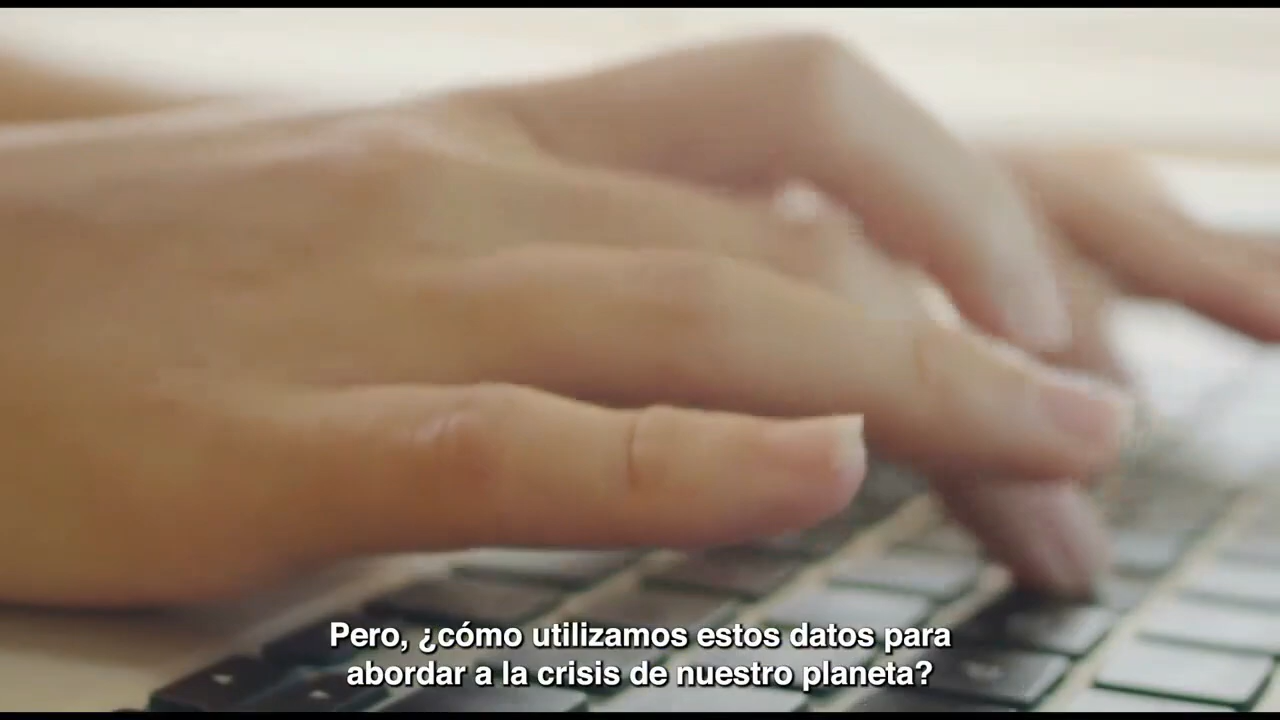 Pero, ¿cómo utilizamos estos datos para
abordar a la crisis de nuestro planeta?